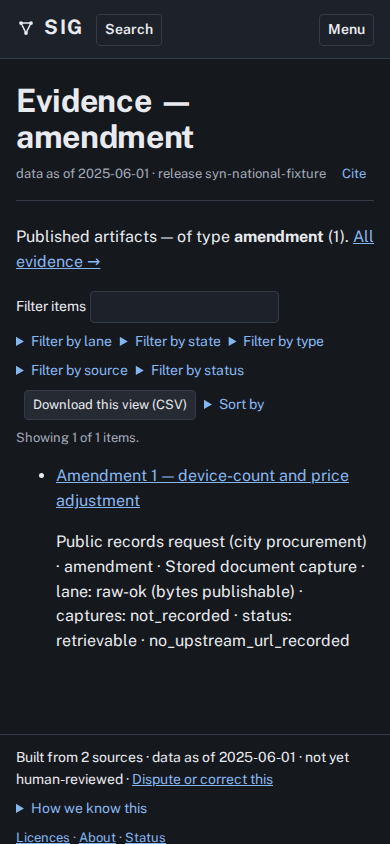 SIG Search Menu
Evidence —
amendment
data as of 2025-06-01 · release syn-national-fixture Cite
Published artifacts — of type amendment (1). All
evidence →
Filter items
▶ Filter by lane ▶ Filter by state ▶ Filter by type
▶ Filter by source ▶ Filter by status
Download this view (CSV) ▶ Sort by
Showing 1 of 1 items.
• Amendment 1 — device-count and price
adjustment
Public records request (city procurement)
· amendment · Stored document capture ·
lane: raw-ok (bytes publishable) ·
captures: not_recorded · status:
retrievable · no_upstream_url_recorded
Built from 2 sources · data as of 2025-06-01 · not yet
human-reviewed · Dispute or correct this
▶ How we know this
Licences · About · Status